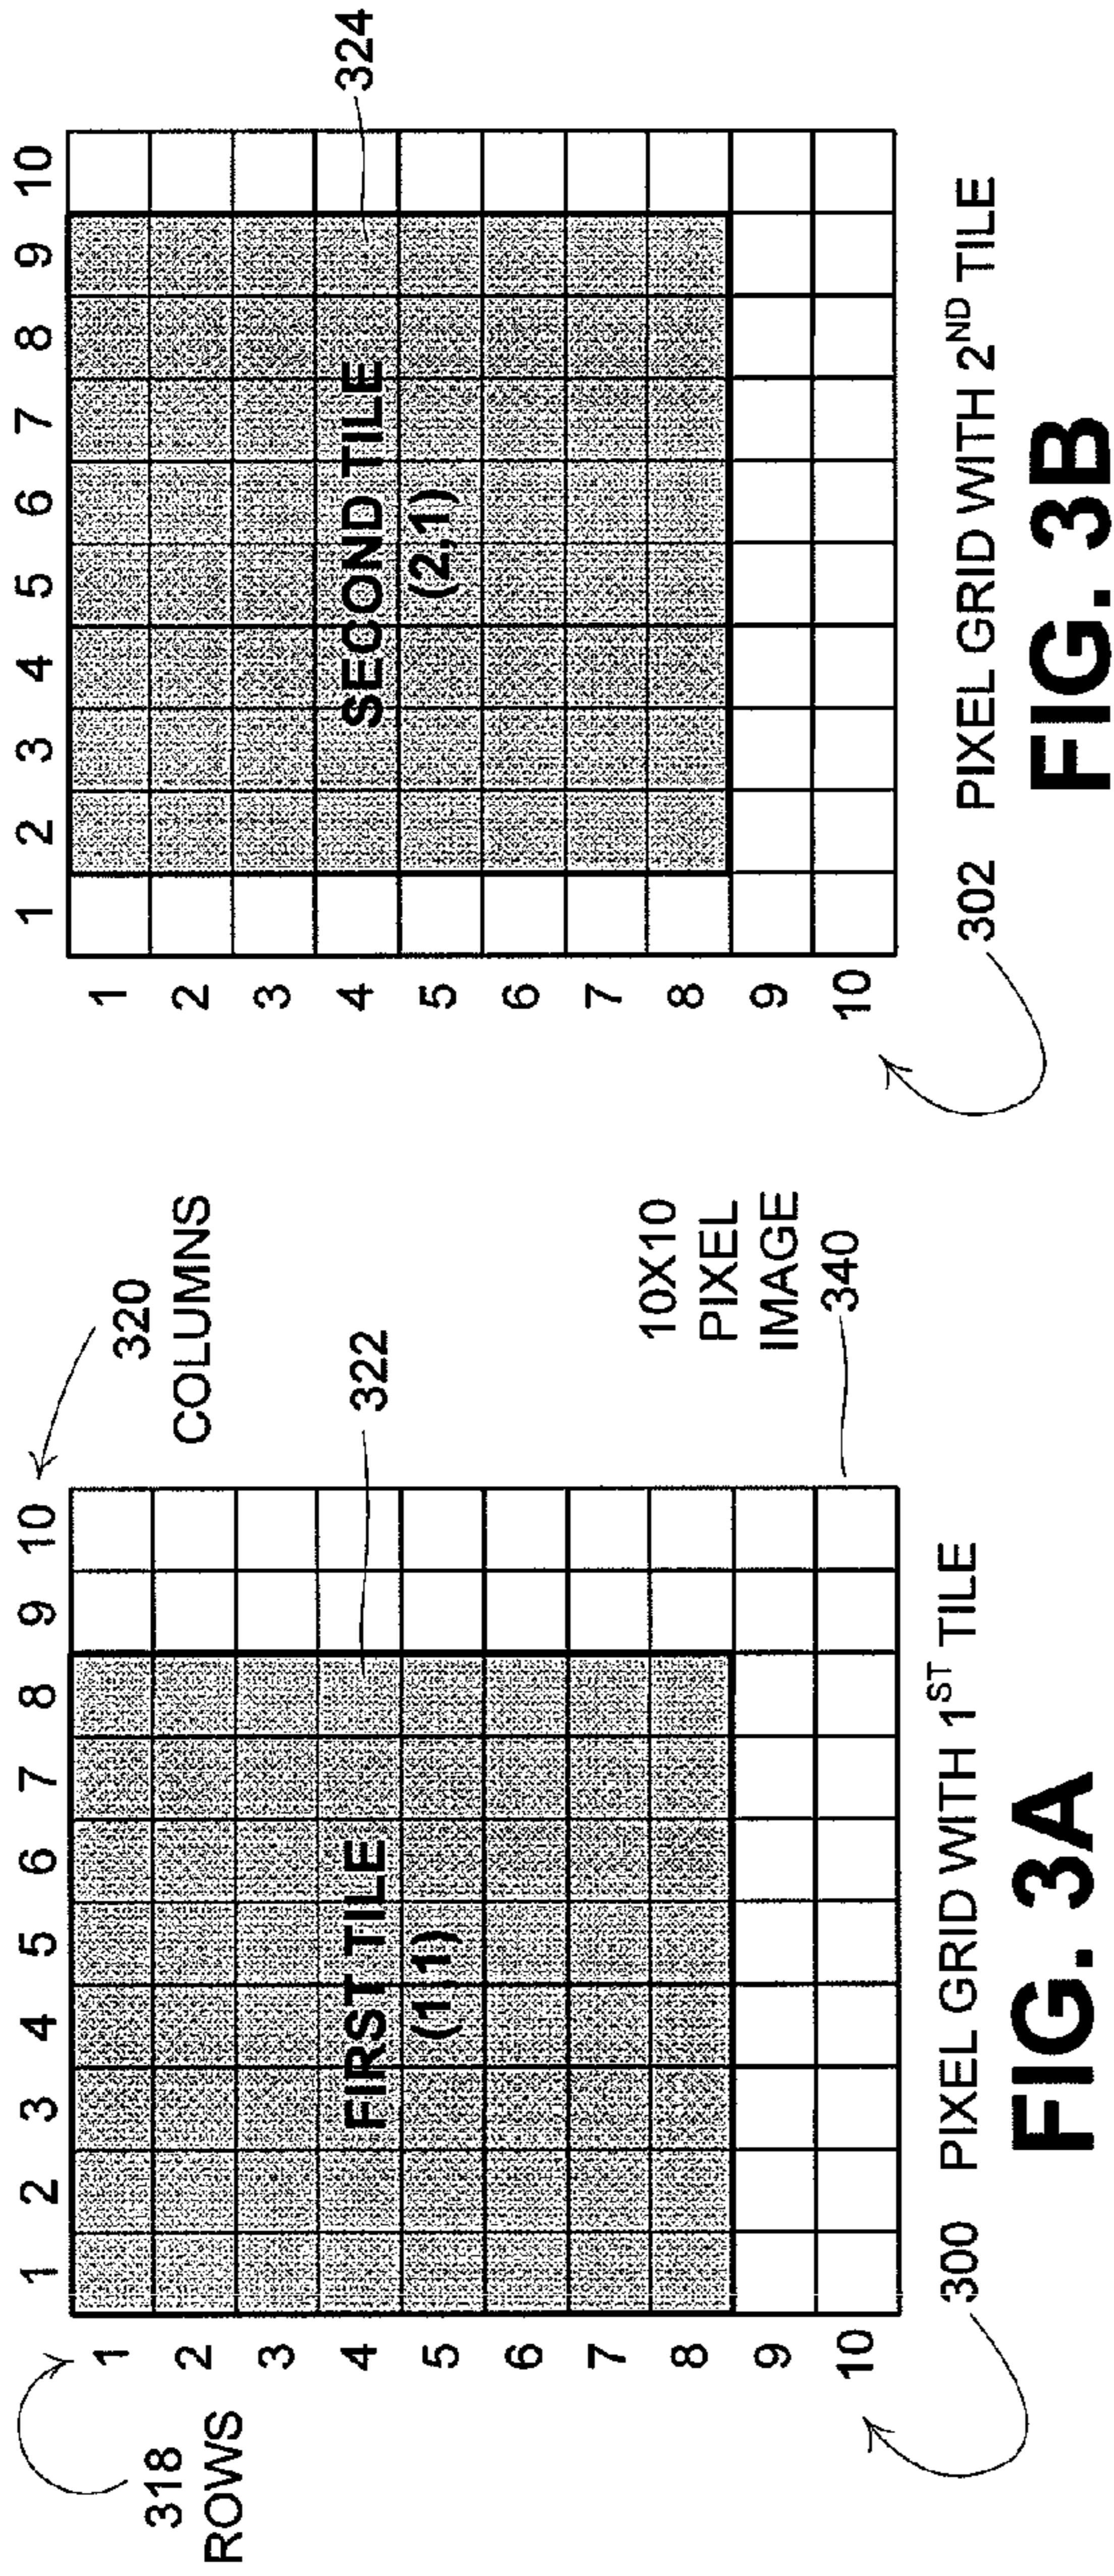 318
ROWS
320
COLUMNS
1 2 3 4 5 6 7 8 9 10
1
2
3
4
5
6
7
8
9
10
FIRST TILE
(1,1)
322
10X10
PIXEL
IMAGE
340
300 PIXEL GRID WITH 1ST TILE
FIG. 3A
1 2 3 4 5 6 7 8 9 10
1
2
3
4
5
6
7
8
9
10
SECOND TILE
(2,1)
324
302 PIXEL GRID WITH 2ND TILE
FIG. 3B